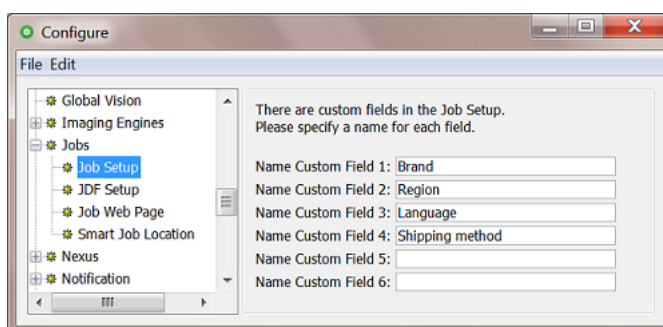 Configure
File Edit
Global Vision
Imaging Engines
Jobs
Job Setup
JDF Setup
Job Web Page
Smart Job Location
Nexus
Notification
There are custom fields in the Job Setup.
Please specify a name for each field.
Name Custom Field 1: Brand
Name Custom Field 2: Region
Name Custom Field 3: Language
Name Custom Field 4: Shipping method
Name Custom Field 5:
Name Custom Field 6: